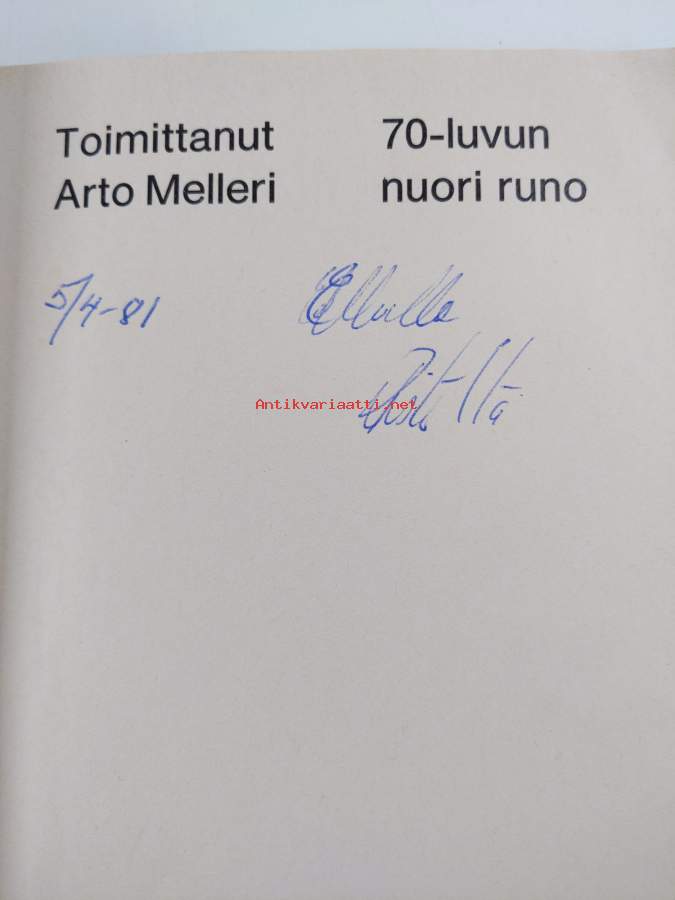 Toimittanut
Arto Melleri
70-luvun
nuori runo
5/4-81
Antikvariaatti.net